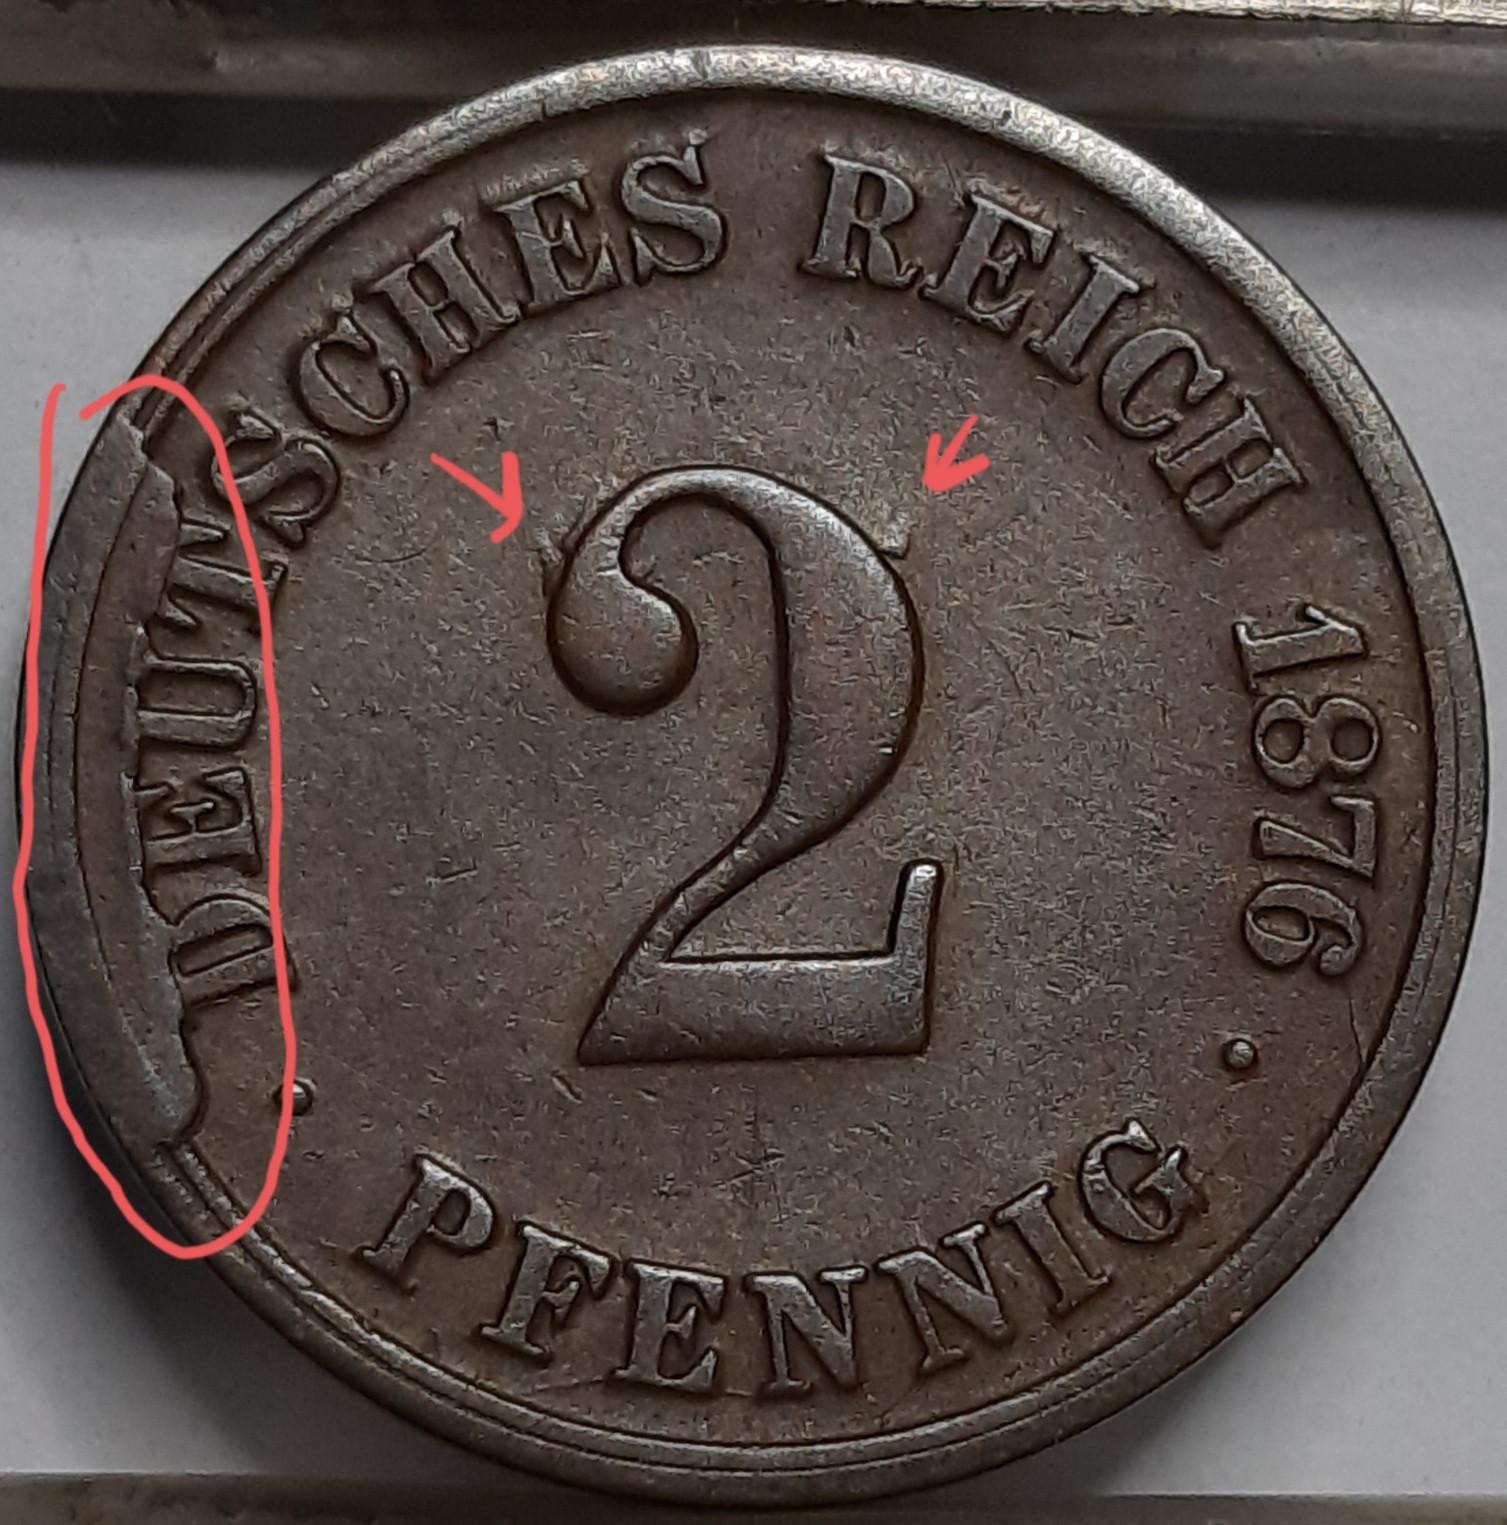 DEUTSCHES REICH 1876
2
PFENNIG